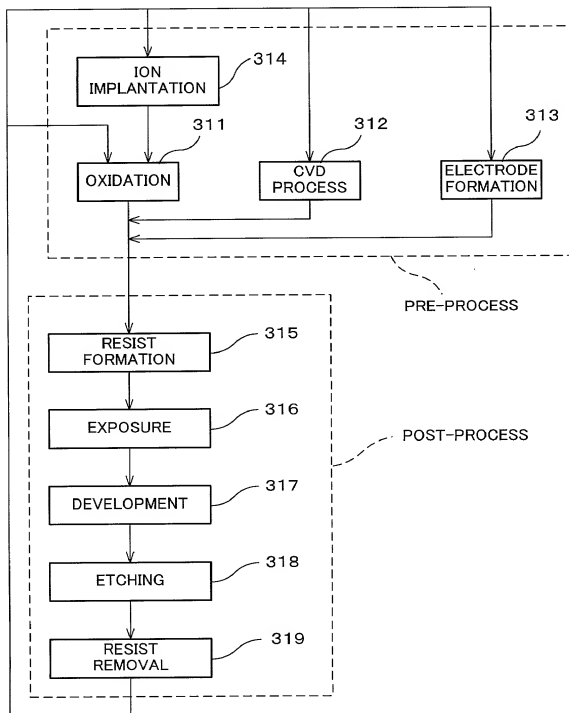 ION
IMPLANTATION
314
311
312
313
OXIDATION
CVD
PROCESS
ELECTRODE
FORMATION
PRE-PROCESS
RESIST
FORMATION
315
EXPOSURE
316
POST-PROCESS
DEVELOPMENT
317
ETCHING
318
RESIST
REMOVAL
319